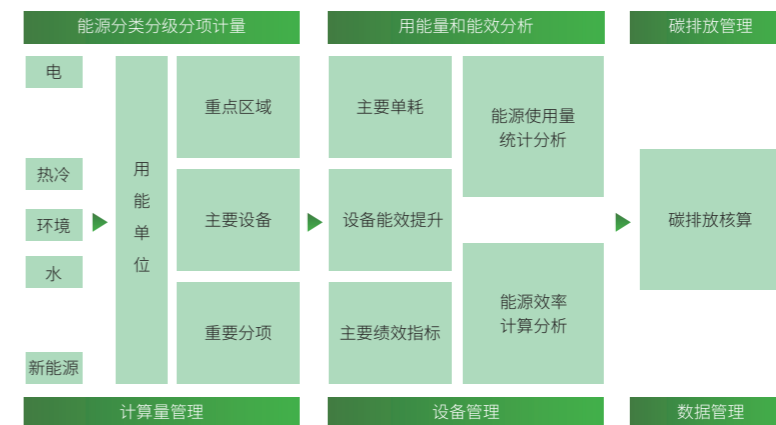 能源分类分级分项计量
用能量和能效分析
碳排放管理
电
热冷
环境
水
新能源
用
能
单
位
重点区域
主要设备
重要分项
主要单耗
设备能效提升
主要绩效指标
能源使用量
统计分析
能源效率
计算分析
碳排放核算
计算量管理
设备管理
数据管理